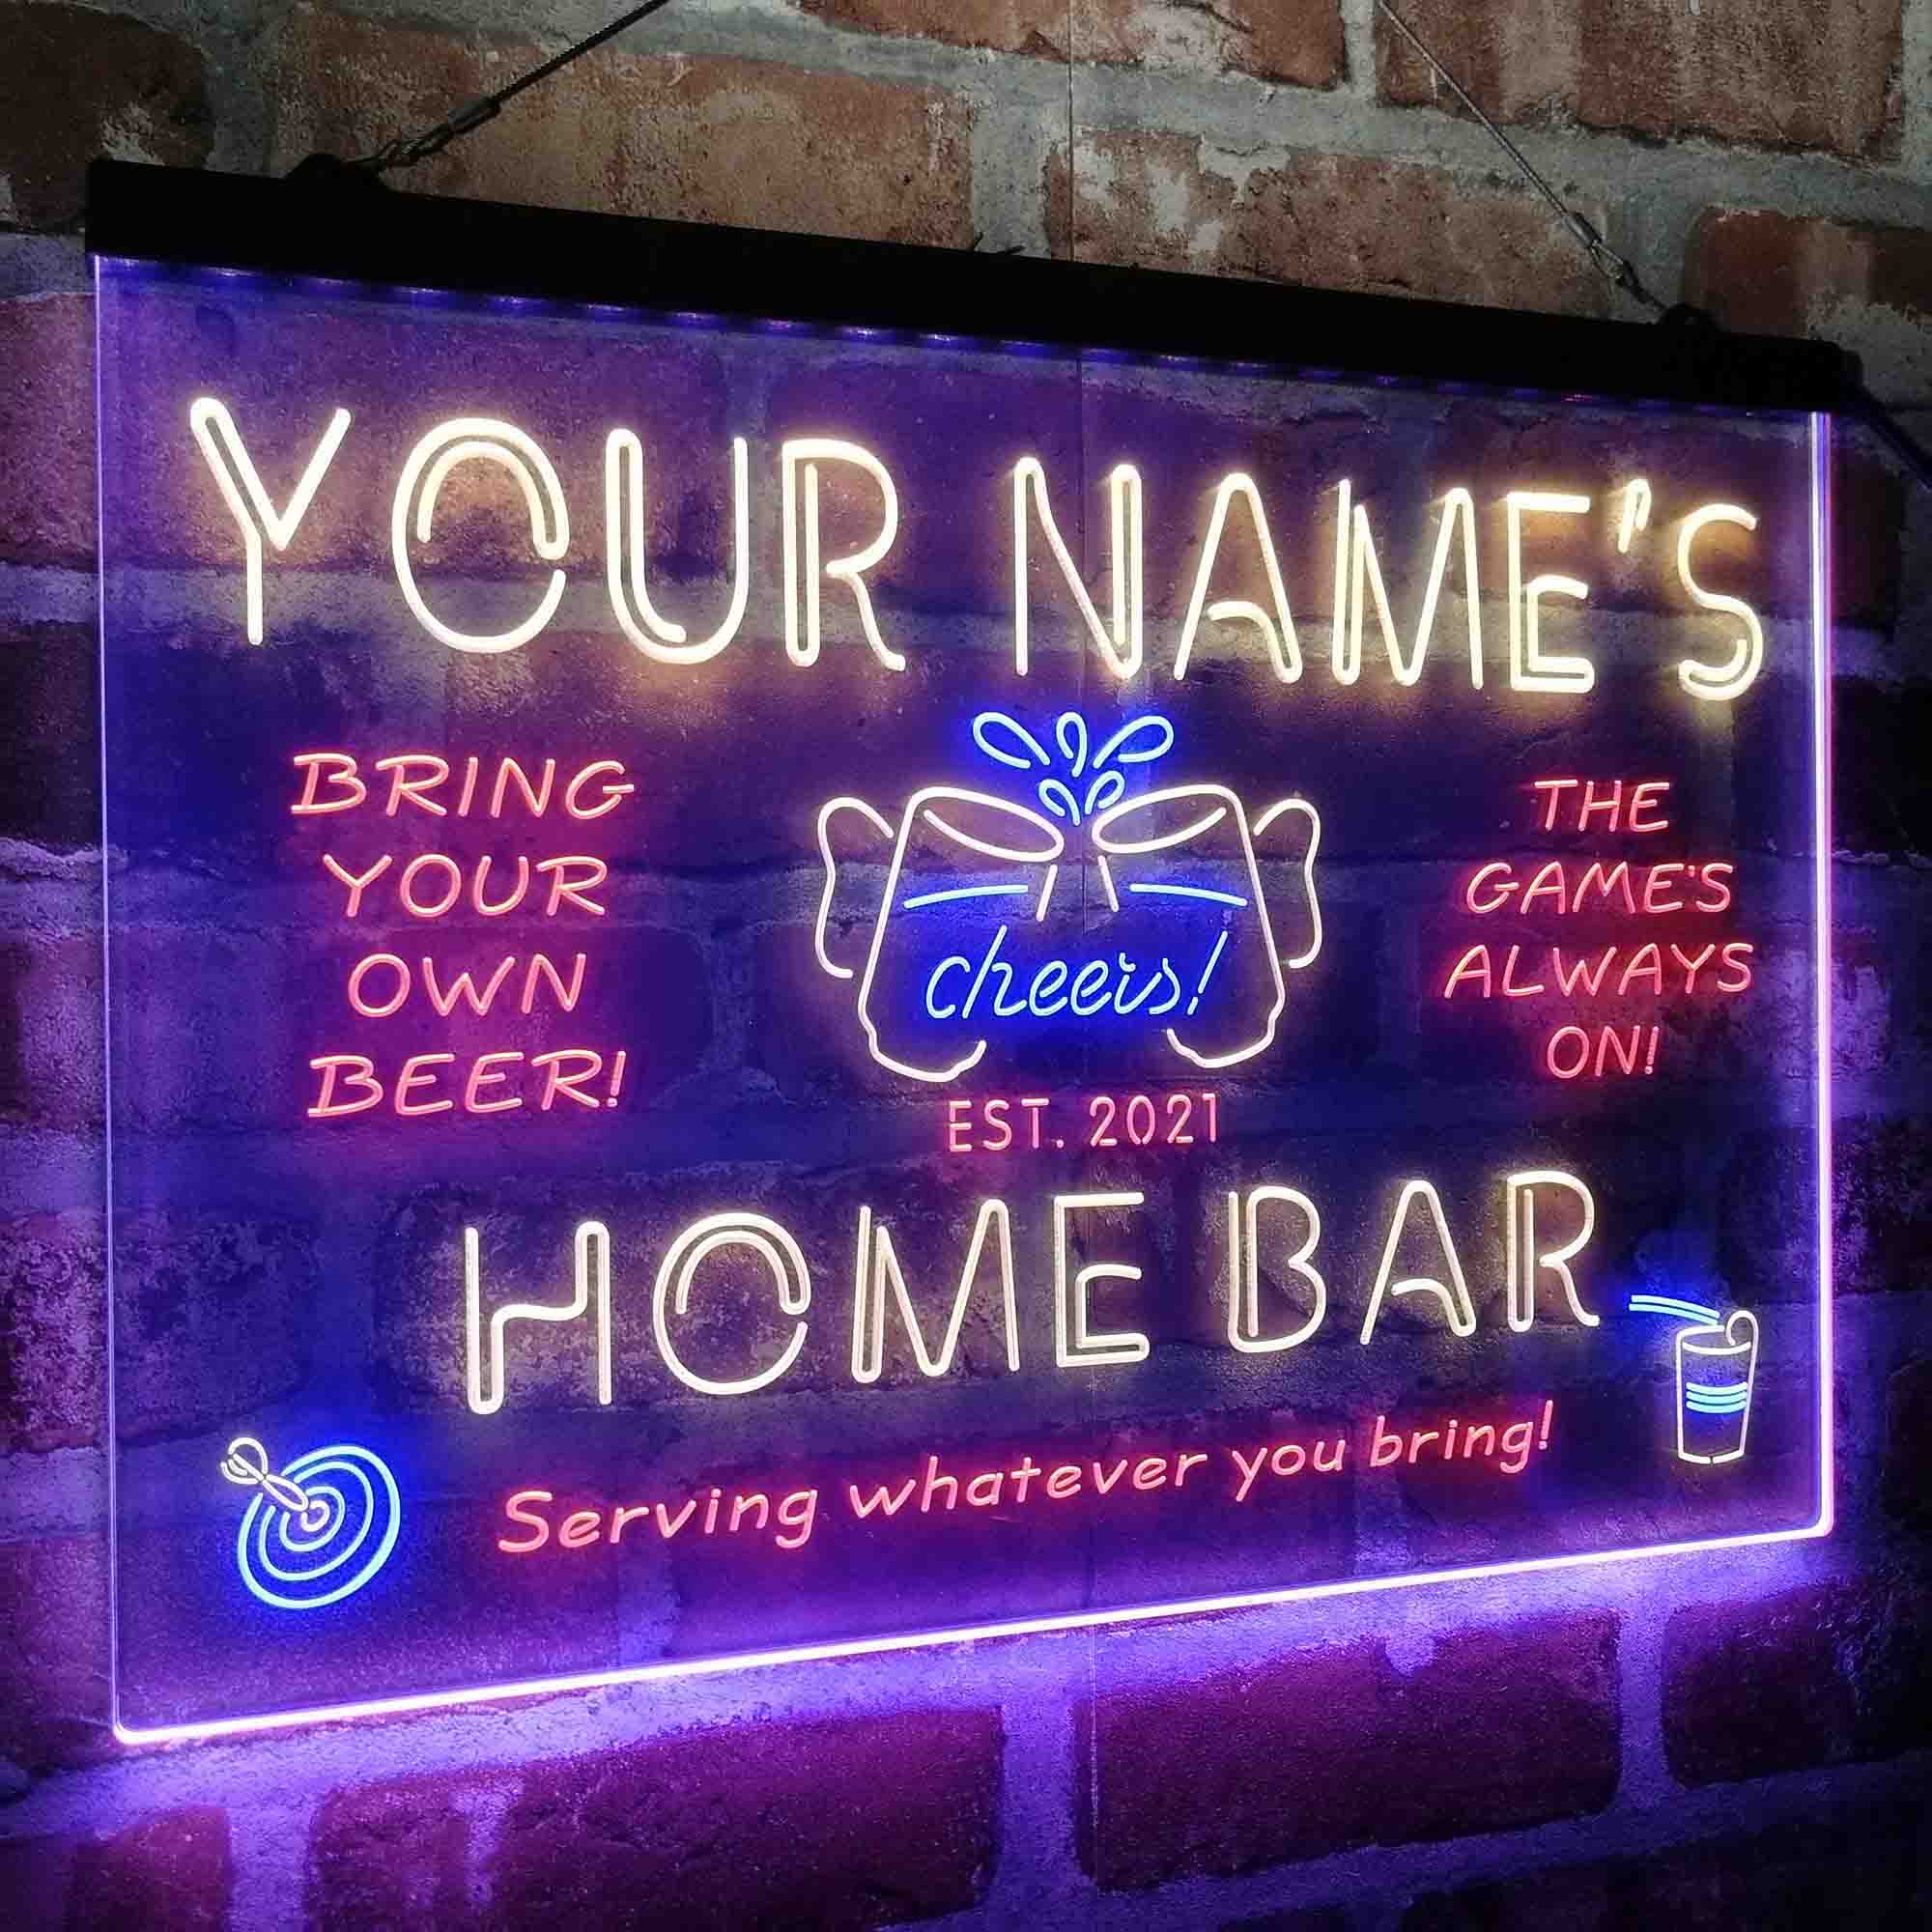 YOUR NAME'S
BRING
YOUR
OWN
BEER!
cheers!
EST. 2021
THE
GAME'S
ALWAYS
ON!
HOME BAR
Serving whatever you bring!